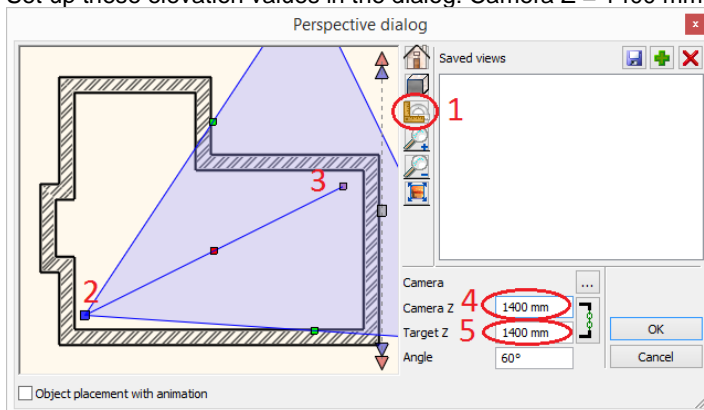 Set up these elevation values in the dialog: Camera Z = 1400 mm
Perspective dialog
x
Saved views
1
3
2
Camera
...
Camera Z
4
1400 mm
Target Z
5
1400 mm
OK
Angle
60°
Cancel
Object placement with animation